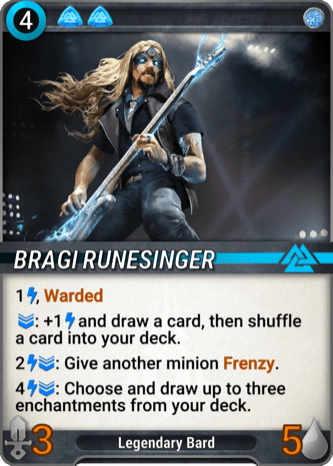 4
BRAGI RUNESINGER
1, Warded
: +1 and draw a card, then shuffle
a card into your deck.
2: Give another minion Frenzy.
4: Choose and draw up to three
enchantments from your deck.
3 Legendary Bard 5